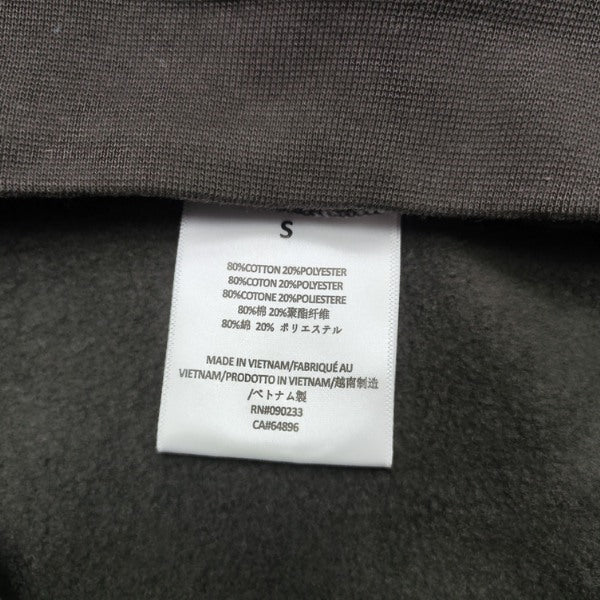 S
80%COTTON 20%POLYESTER
80%COTTON 20%POLYESTER
80%COTONE 20%POLIESTERE
80%棉 20%聚酯纤维
80%綿 20% ポリエステル
MADE IN VIETNAM/FABRIQUÉ AU
VIETNAM/PRODOTTO IN VIETNAM/越南制造
/ベトナム製
RN#090233
CA#64896